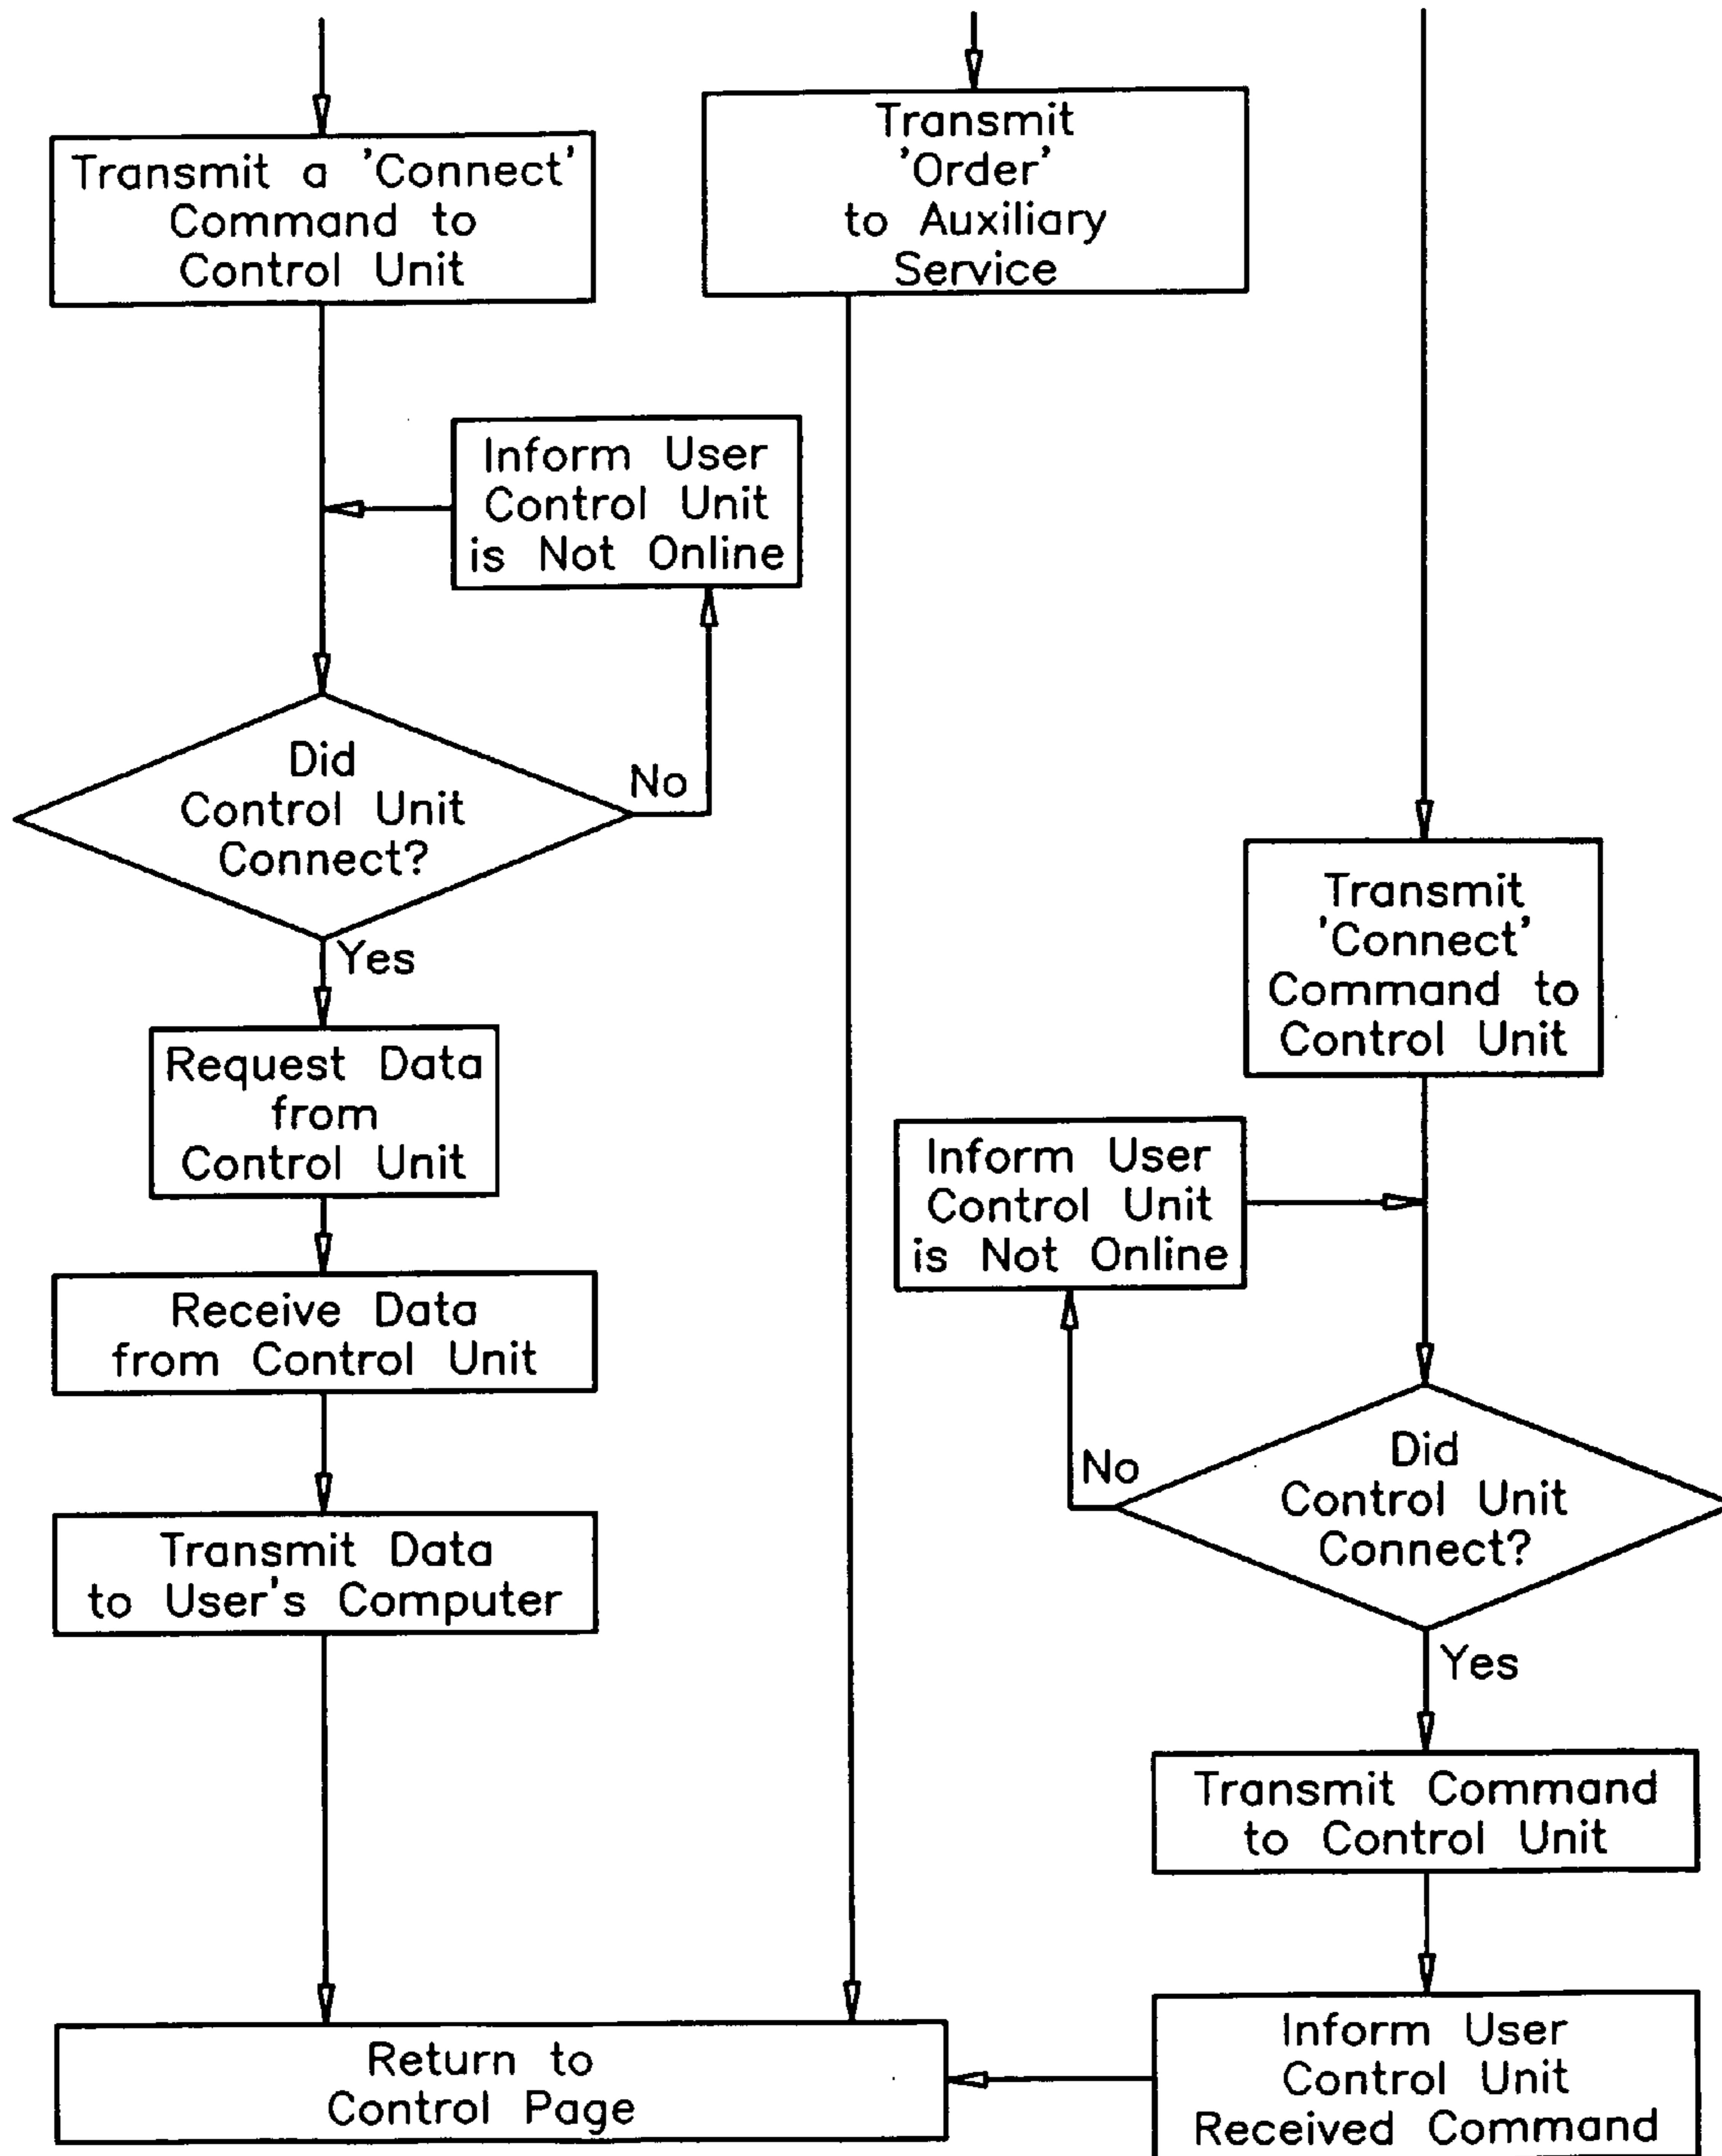 Transmit a 'Connect'
Command to
Control Unit
Transmit
'Order'
to Auxiliary
Service
Inform User
Control Unit
is Not Online
Did
Control Unit
Connect?
No
Yes
Request Data
from
Control Unit
Receive Data
from Control Unit
Transmit Data
to User's Computer
Return to
Control Page
Transmit
'Connect'
Command to
Control Unit
Inform User
Control Unit
is Not Online
Did
Control Unit
Connect?
No
Yes
Transmit Command
to Control Unit
Inform User
Control Unit
Received Command